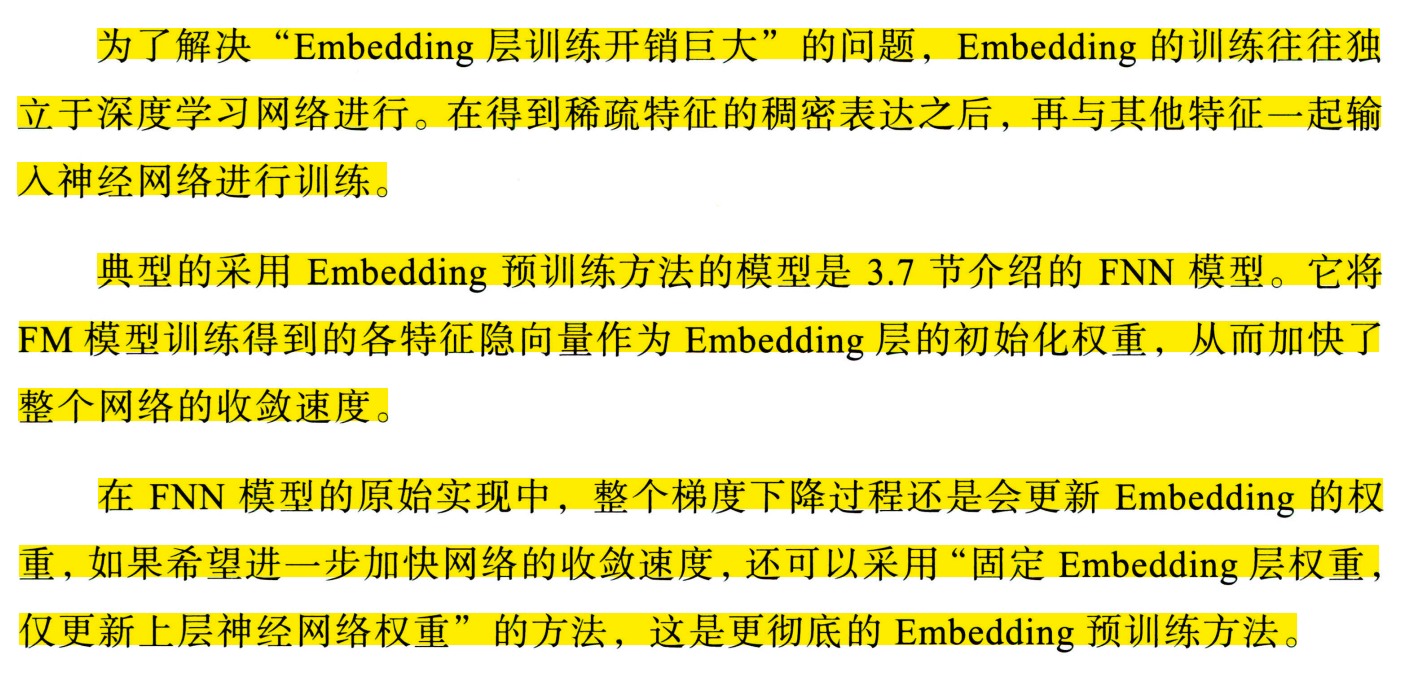 为了解决“Embedding 层训练开销巨大”的问题，Embedding 的训练往往独
立于深度学习网络进行。在得到稀疏特征的稠密表达之后，再与其他特征一起输
入神经网络进行训练。
典型的采用 Embedding 预训练方法的模型是 3.7 节介绍的 FNN 模型。它将
FM 模型训练得到的各特征隐向量作为 Embedding 层的初始化权重，从而加快了
整个网络的收敛速度。
在 FNN 模型的原始实现中，整个梯度下降过程还是会更新 Embedding 的权
重，如果希望进一步加快网络的收敛速度，还可以采用“固定 Embedding 层权重，
仅更新上层神经网络权重”的方法，这是更彻底的 Embedding 预训练方法。